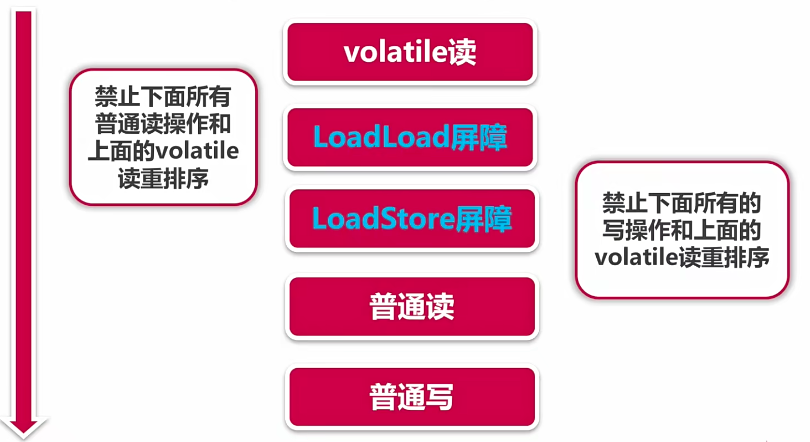 volatile读
禁止下面所有
普通读操作和
上面的volatile
读重排序
LoadLoad屏障
LoadStore屏障
禁止下面所有的
写操作和上面的
volatile读重排序
普通读
普通写